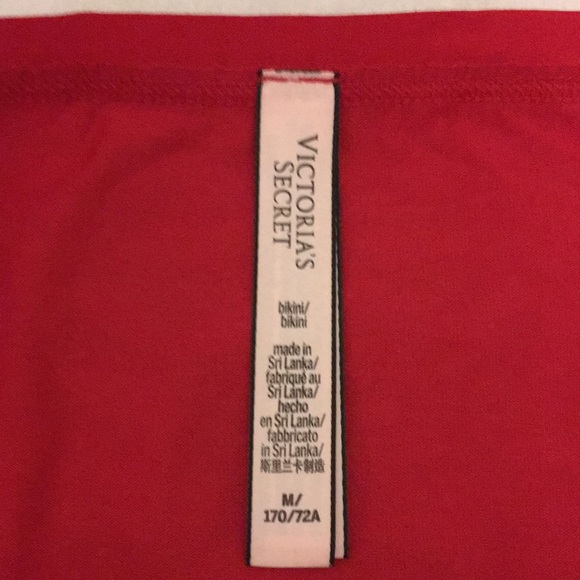 VICTORIA'S
SECRET
bikini/
bikini
made in
Sri Lanka/
fabriqué au
Sri Lanka/
hecho
en Sri Lanka/
fabbricato
in Sri Lanka/
斯里兰卡制造
M/
170/72A